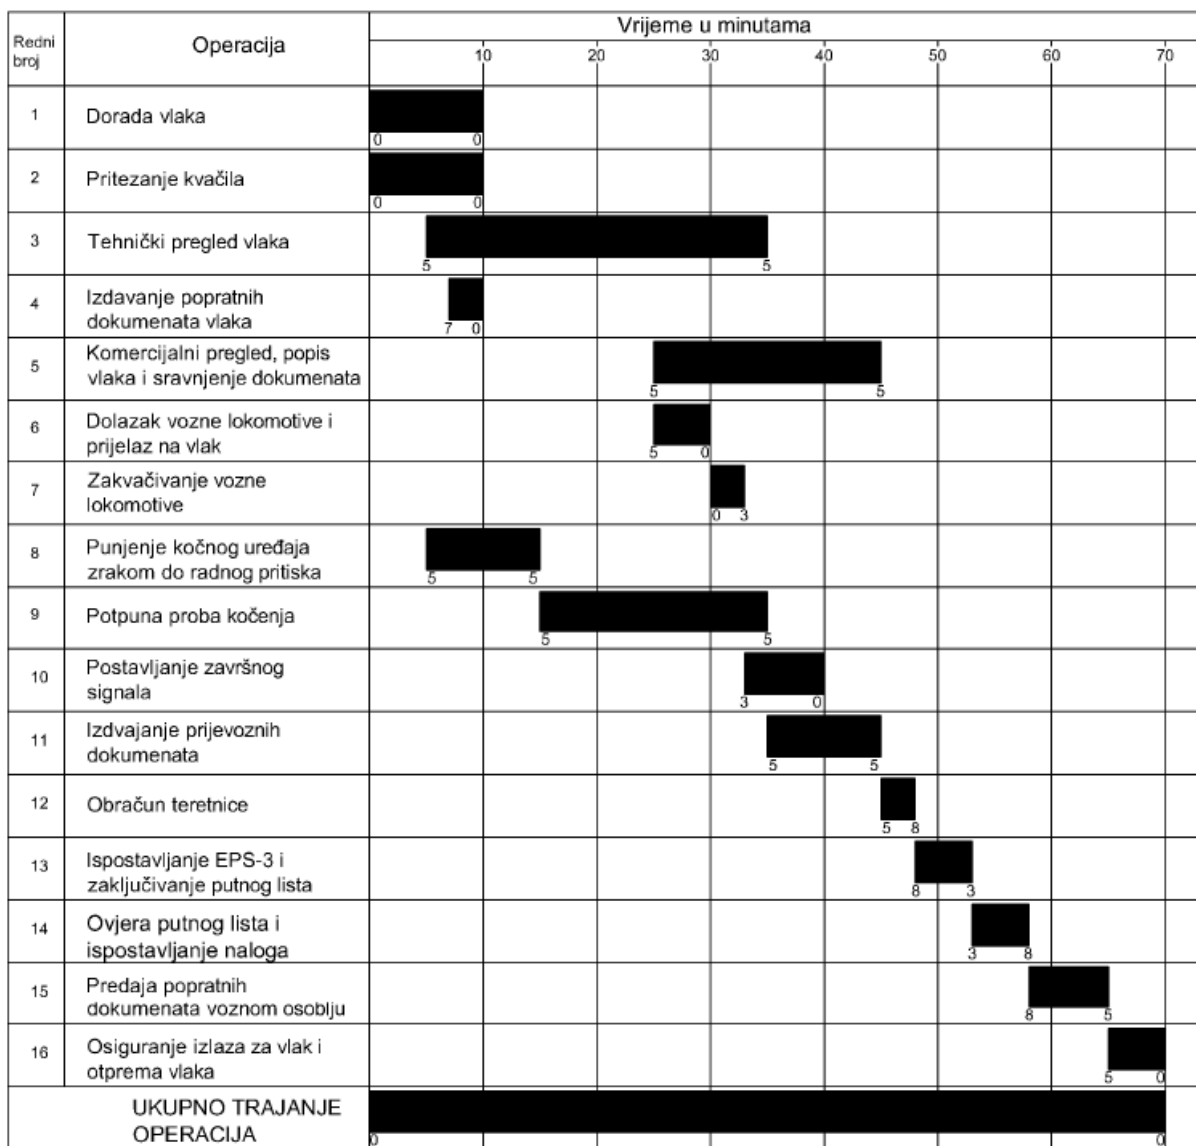 Redni
broj
Operacija
Vrijeme u minutama
10 20 30 40 50 60 70
1 Dorada vlaka
0 0
2 Pritezanje kvačila
0 0
3 Tehnički pregled vlaka
5 5
4 Izdavanje popratnih
dokumenata vlaka
7 0
5 Komercijalni pregled, popis
vlaka i sravnjenje dokumenata
5 5
6 Dolazak vozne lokomotive i
prijelaz na vlak
5 0
7 Zakvačivanje vozne
lokomotive
0 3
8 Punjenje kočnog uređaja
zrakom do radnog pritiska
5 5
9 Potpuna proba kočenja
5 5
10 Postavljanje završnog
signala
3 0
11 Izdvajanje prijevoznih
dokumenata
5 5
12 Obračun teretnice
5 8
13 Ispostavljanje EPS-3 i
zaključivanje putnog lista
8 3
14 Ovjera putnog lista i
ispostavljanje naloga
3 8
15 Predaja popratnih
dokumenata voznom osoblju
8 5
16 Osiguranje izlaza za vlak i
otprema vlaka
5 0
UKUPNO TRAJANJE
OPERACIJA
0 0